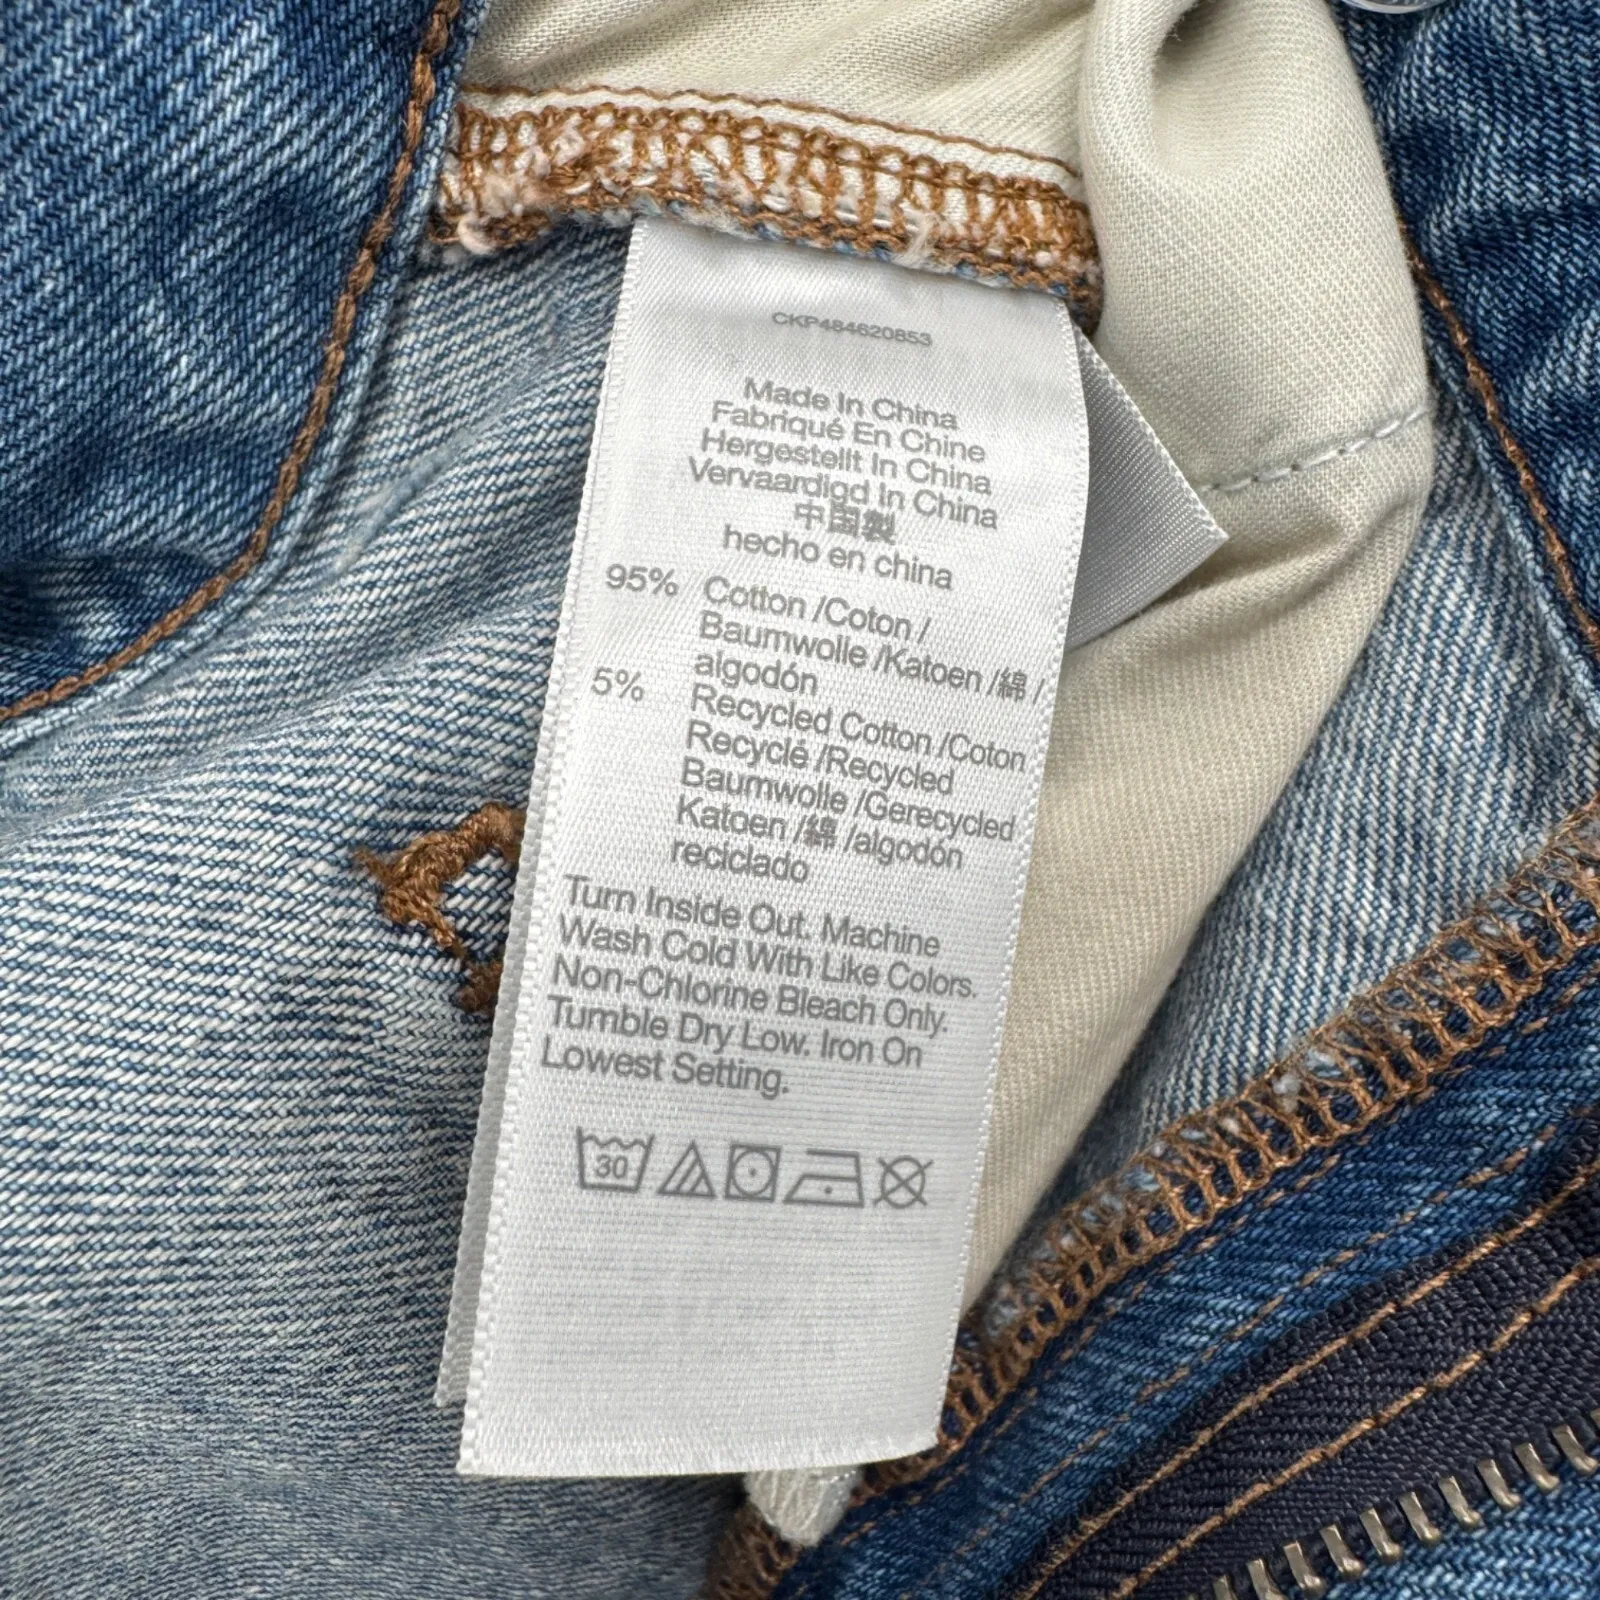 CKP484620853
Made In China
Fabriqué En Chine
Hergestellt In China
Vervaardigd In China
中国製
hecho en china
95% Cotton /Coton /
Baumwolle /Katoen /綿 /
algodón
5% Recycled Cotton /Coton
Recyclé /Recycled
Baumwolle /Gerecycled
Katoen /綿 /algodón
reciclado
Turn Inside Out. Machine
Wash Cold With Like Colors.
Non-Chlorine Bleach Only.
Tumble Dry Low. Iron On
Lowest Setting.
30